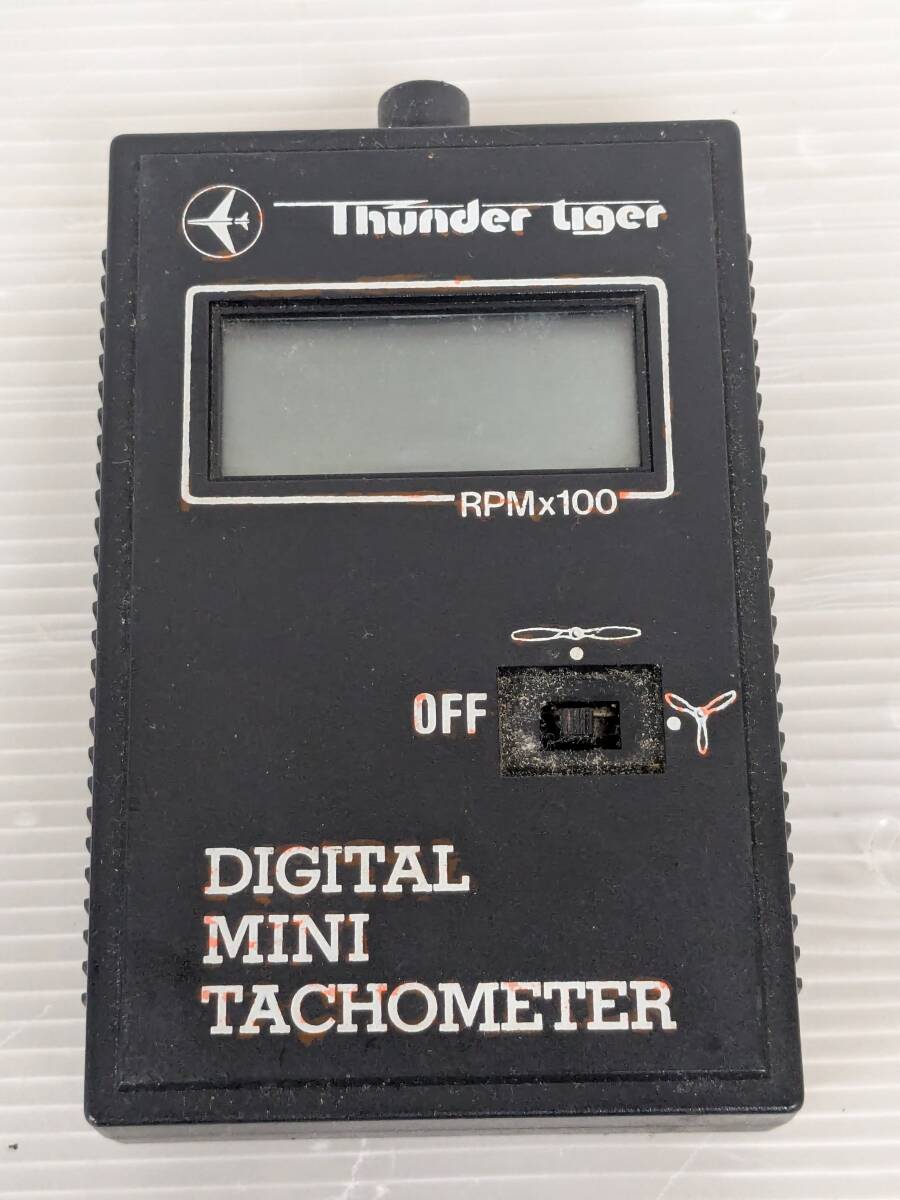 Thunder tiger
RPMx100
OFF
DIGITAL
MINI
TACHOMETER